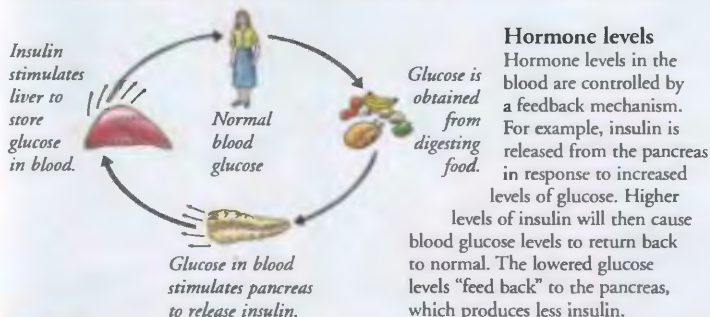 Insulin
stimulates
liver to
store
glucose
in blood.
Normal
blood
glucose
Glucose is
obtained
from
digesting
food.
Glucose in blood
stimulates pancreas
to release insulin.
Hormone levels
Hormone levels in the
blood are controlled by
a feedback mechanism.
For example, insulin is
released from the pancreas
in response to increased
levels of glucose. Higher
levels of insulin will then cause
blood glucose levels to return back
to normal. The lowered glucose
levels "feed back" to the pancreas,
which produces less insulin.